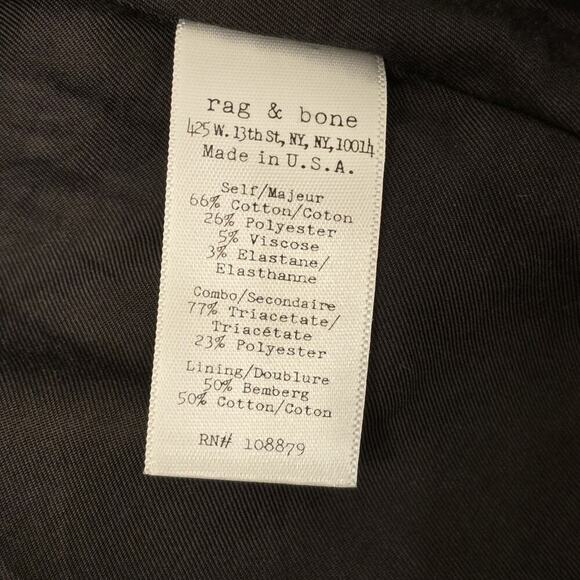 rag & bone
425 W. 13th St, NY, NY, 10014
Made in U.S.A.
Self/Majeur
66% Cotton/Coton
26% Polyester
5% Viscose
3% Elastane/
Elasthanne
Combo/Secondaire
77% Triacetate/
Triacétate
23% Polyester
Lining/Doublure
50% Bemberg
50% Cotton/Coton
RN# 108879